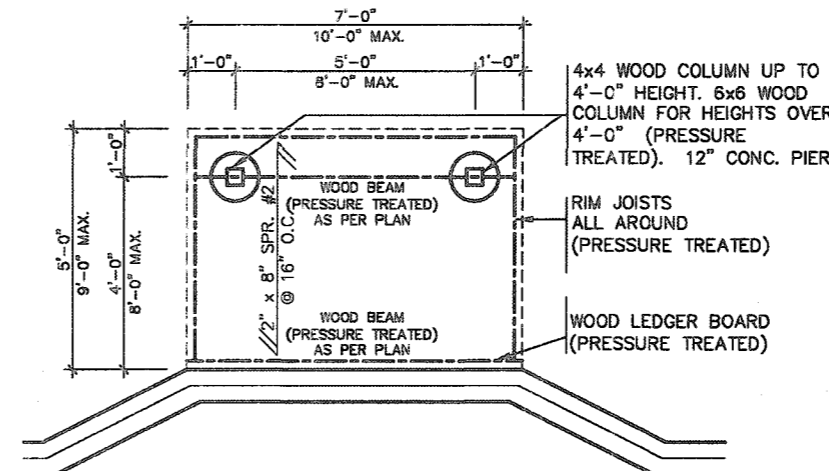 7'-0"
10'-0" MAX.
1'-0"
5'-0"
8'-0" MAX.
1'-0"
4x4 WOOD COLUMN UP TO
4'-0" HEIGHT. 6x6 WOOD
COLUMN FOR HEIGHTS OVER
4'-0" (PRESSURE
TREATED). 12" CONC. PIER
5'-0"
9'-0" MAX.
1'-0"
4'-0"
8'-0" MAX.
2" x 8" SPR. #2
@ 16" O.C.
WOOD BEAM
(PRESSURE TREATED)
AS PER PLAN
RIM JOISTS
ALL AROUND
(PRESSURE TREATED)
WOOD BEAM
(PRESSURE TREATED)
AS PER PLAN
WOOD LEDGER BOARD
(PRESSURE TREATED)